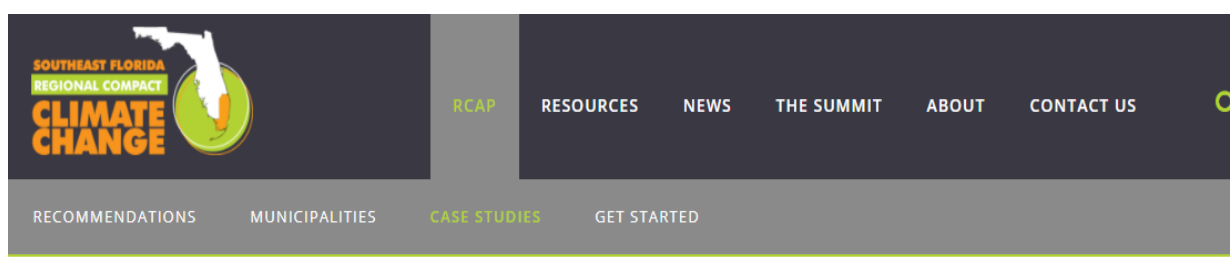 SOUTHEAST FLORIDA
REGIONAL COMPACT
CLIMATE
CHANGE
RCAP RESOURCES NEWS THE SUMMIT ABOUT CONTACT US
RECOMMENDATIONS MUNICIPALITIES CASE STUDIES GET STARTED